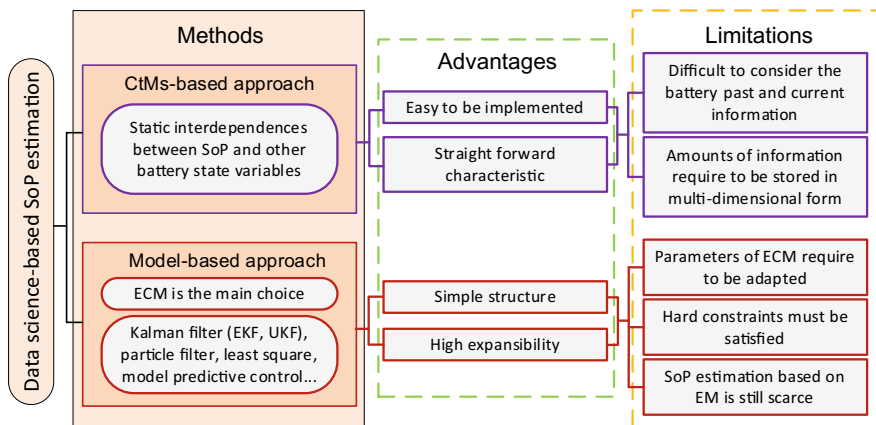 Data science-based SoP estimation
Methods
CtMs-based approach
Static interdependences
between SoP and other
battery state variables
Model-based approach
ECM is the main choice
Kalman filter (EKF, UKF),
particle filter, least square,
model predictive control...
Advantages
Easy to be implemented
Straight forward
characteristic
Simple structure
High expansibility
Limitations
Difficult to consider the
battery past and current
information
Amounts of information
require to be stored in
multi-dimensional form
Parameters of ECM require
to be adapted
Hard constraints must be
satisfied
SoP estimation based on
EM is still scarce